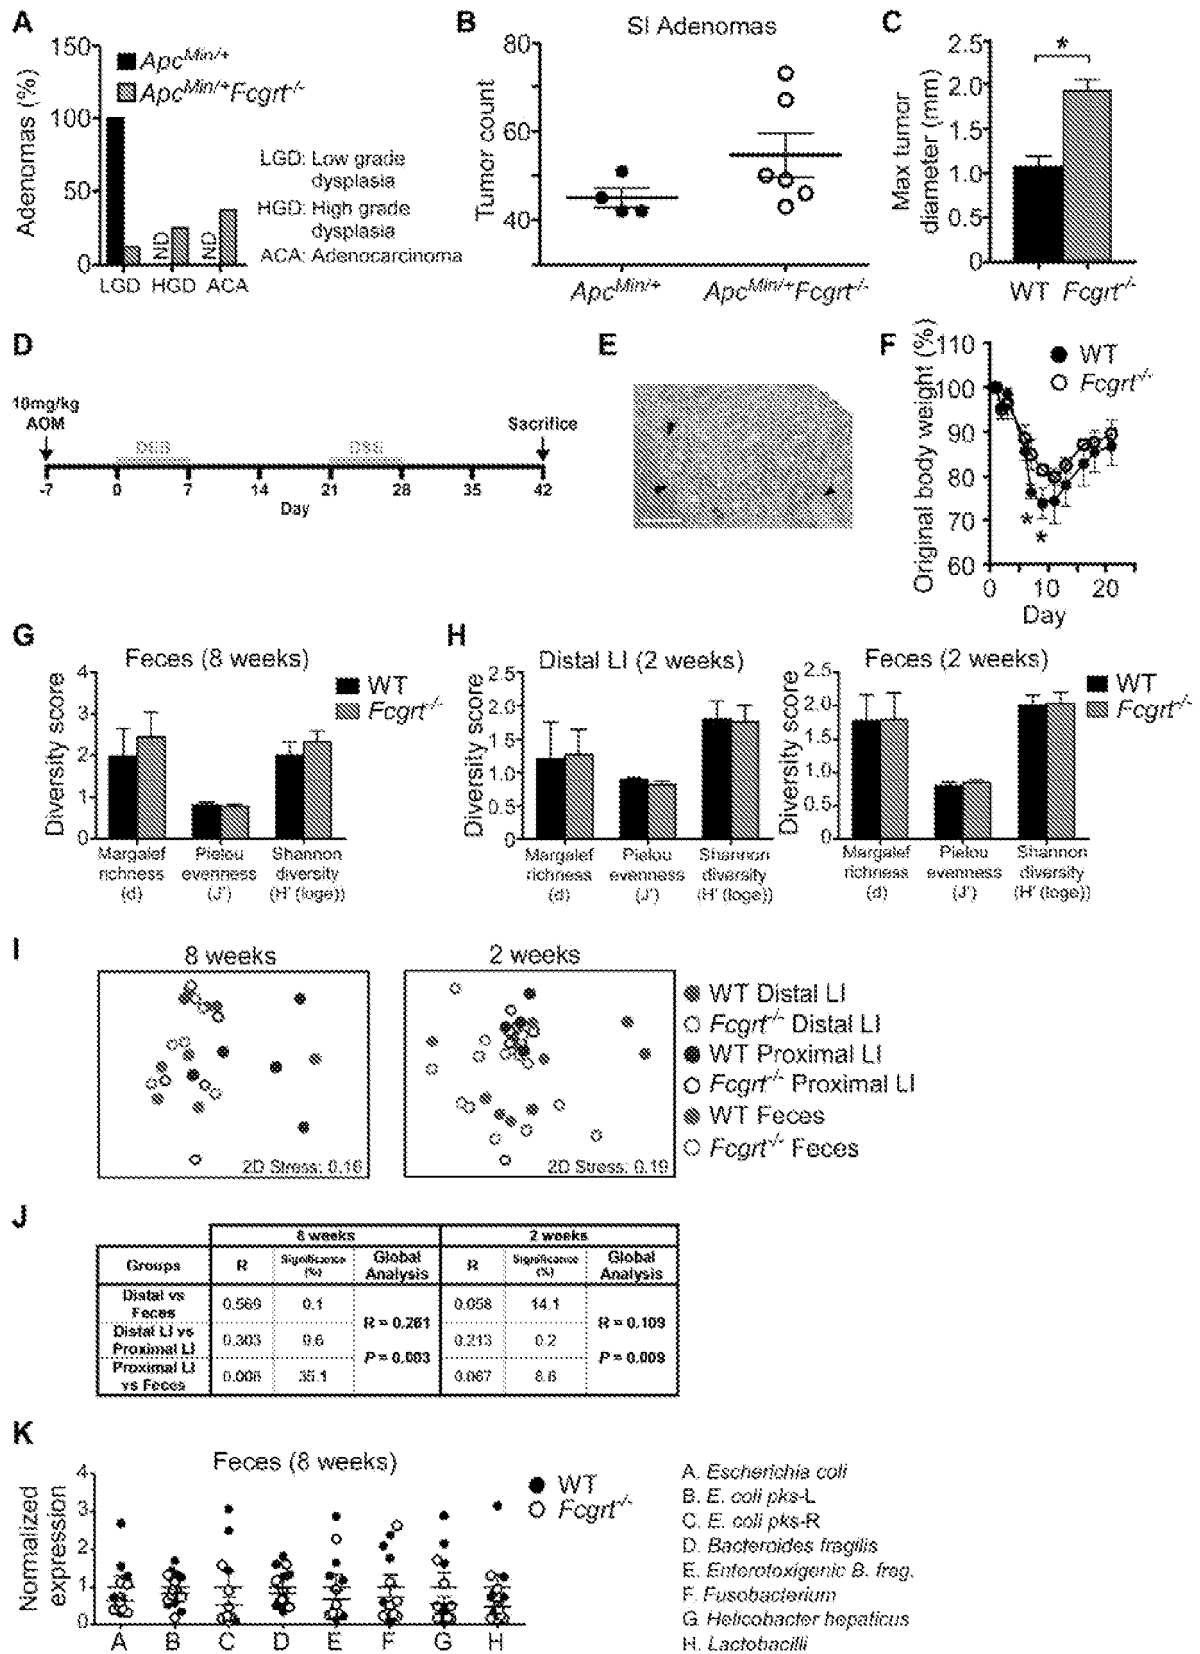 A
Adenomas (%)
150
100
50
0
Apc^Min/+
Apc^Min/+Fcgrt^-/-
LGD: Low grade
dysplasia
HGD: High grade
dysplasia
ACA: Adenocarcinoma
ND
ND
LGD HGD ACA
B
SI Adenomas
Tumor count
80
60
40
Apc^Min/+ Apc^Min/+Fcgrt^-/-
C
Max tumor
diameter (mm)
2.5
2.0
1.5
1.0
0.5
0
*
WT Fcgrt^-/-
D
10mg/kg
AOM
DSS
DSS
Sacrifice
-7 0 7 14 21 28 35 42
Day
E
F
Original body weight (%)
110
100
90
80
70
60
WT
Fcgrt^-/-
*
*
0 10 20
Day
G
Feces (8 weeks)
Diversity score
4
3
2
1
0
WT
Fcgrt^-/-
Margalef Pielou Shannon
richness evenness diversity
(d) (J') (H' (loge))
H
Distal LI (2 weeks)
Diversity score
2.5
2.0
1.5
1.0
0.5
0
Margalef Pielou Shannon
richness evenness diversity
(d) (J') (H' (loge))
Feces (2 weeks)
Diversity score
2.5
2.0
1.5
1.0
0.5
0
WT
Fcgrt^-/-
Margalef Pielou Shannon
richness evenness diversity
(d) (J') (H' (loge))
I
8 weeks
2D Stress: 0.16
2 weeks
2D Stress: 0.19
WT Distal LI
Fcgrt^-/- Distal LI
WT Proximal LI
Fcgrt^-/- Proximal LI
WT Feces
Fcgrt^-/- Feces
J
8 weeks 2 weeks
Groups R Significance (%) Global Analysis R Significance (%) Global Analysis
Distal vs Feces 0.569 0.1 0.058 14.1
R = 0.261 R = 0.109
Distal LI vs Proximal LI 0.303 0.6 0.213 0.2
P = 0.003 P = 0.009
Proximal LI vs Feces 0.008 35.1 0.067 8.6
K
Feces (8 weeks)
Normalized
expression
4
3
2
1
0
WT
Fcgrt^-/-
A B C D E F G H
A. Escherichia coli
B. E. coli pks-L
C. E. coli pks-R
D. Bacteroides fragilis
E. Enterotoxigenic B. frag.
F. Fusobacterium
G. Helicobacter hepaticus
H. Lactobacilli